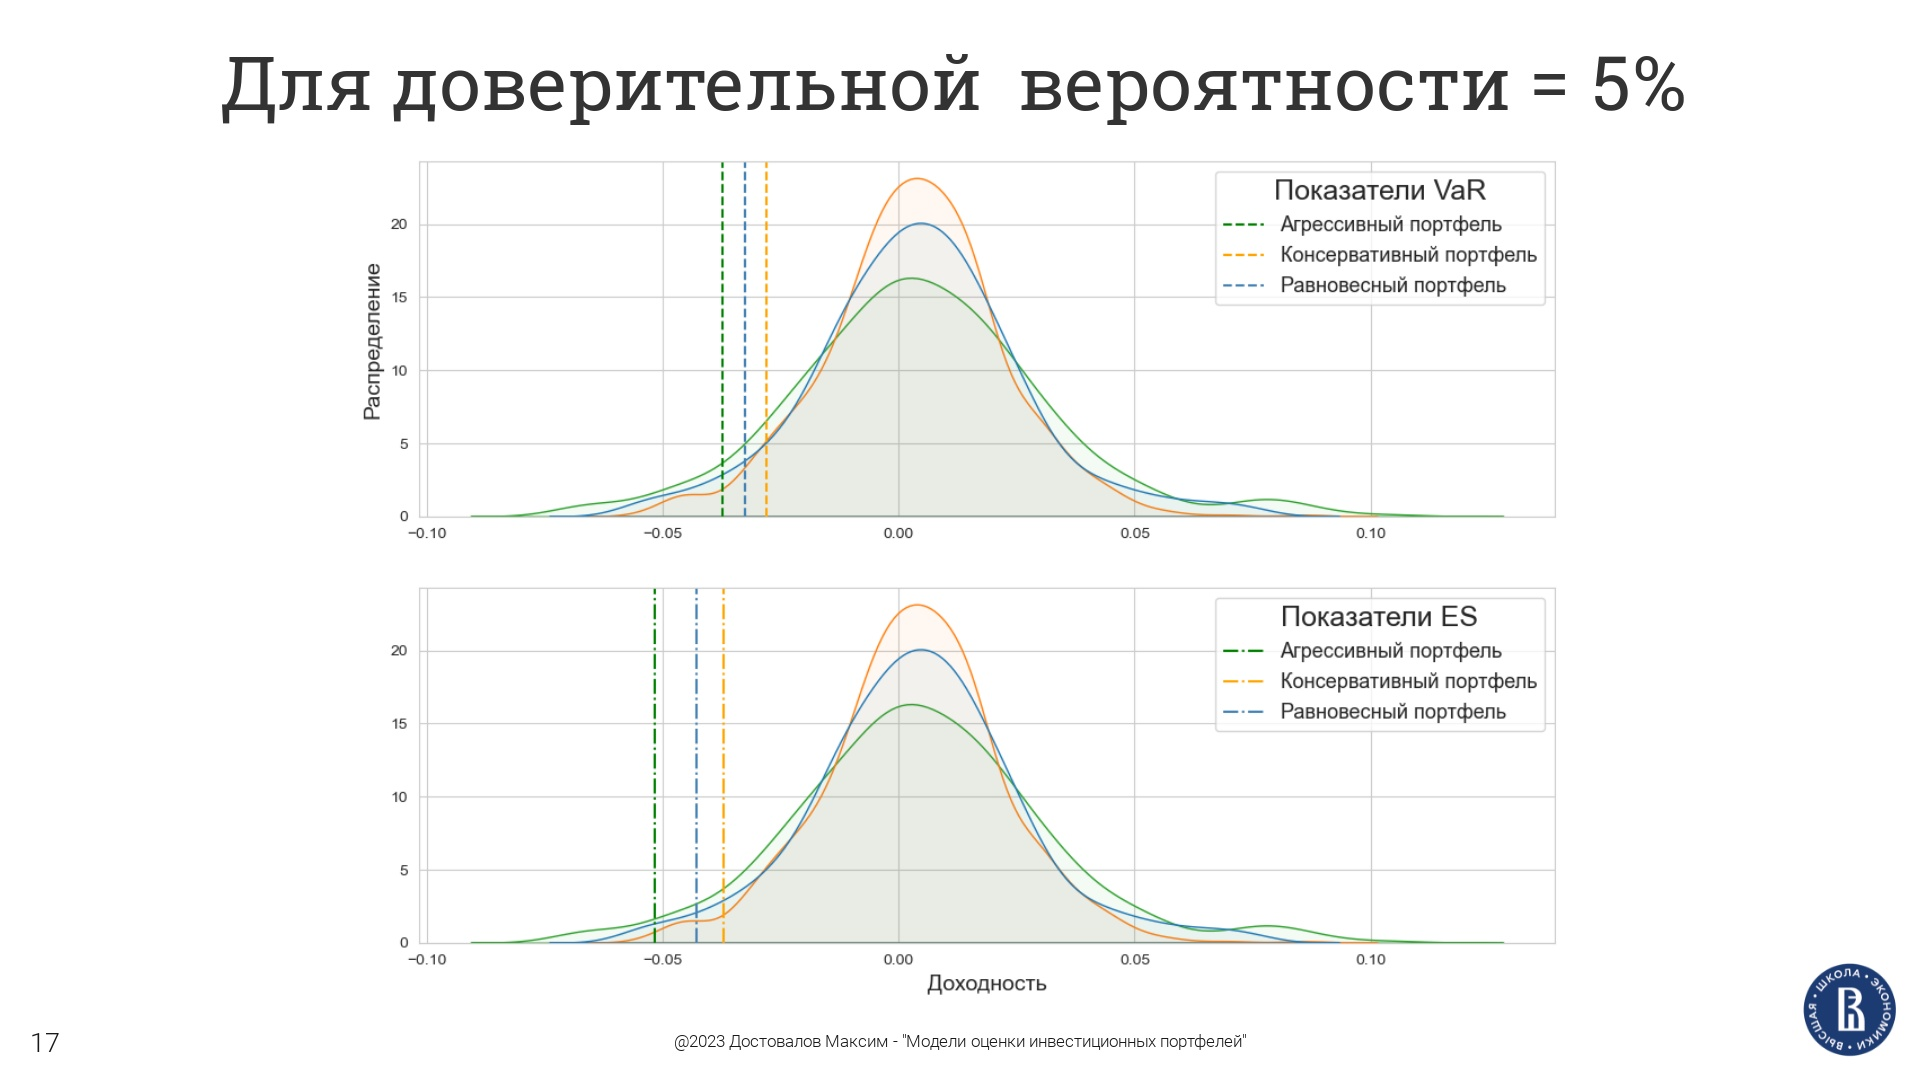 Для доверительной вероятности = 5%
Показатели VaR
Агрессивный портфель
Консервативный портфель
Равновесный портфель
Распределение
20
15
10
5
0
−0.10
−0.05
0.00
0.05
0.10
Показатели ES
Агрессивный портфель
Консервативный портфель
Равновесный портфель
20
15
10
5
0
−0.10
−0.05
0.00
0.05
0.10
Доходность
17
@2023 Достовалов Максим - "Модели оценки инвестиционных портфелей"
ВЫСШАЯ • ШКОЛА • ЭКОНОМИКИ •